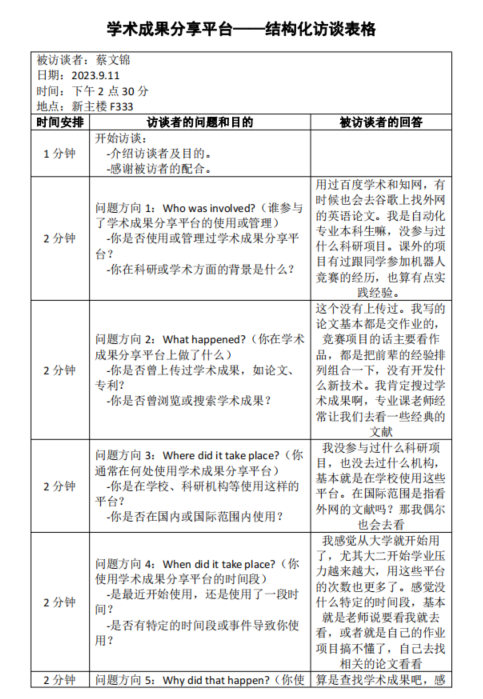 学术成果分享平台——结构化访谈表格
被访谈者：蔡文锦
日期：2023.9.11
时间：下午 2 点 30 分
地点：新主楼 F333
时间安排
访谈者的问题和目的
被访谈者的回答
1 分钟
开始访谈：
-介绍访谈者及目的。
-感谢被访者的配合。
2 分钟
问题方向 1：Who was involved?（谁参与
了学术成果分享平台的使用或管理）
-你是否使用或管理过学术成果分享平
台？
-你在科研或学术方面的背景是什么？
用过百度学术和知网，有
时候也会去谷歌上找外网
的英语论文。我是自动化
专业本科生嘛，没参与过
什么科研项目。课外的项
目有过跟同学参加机器人
竞赛的经历，也算有点实
践经验。
2 分钟
问题方向 2：What happened?（你在学术
成果分享平台上做了什么）
-你是否曾上传过学术成果，如论文、
专利？
-你是否曾浏览或搜索学术成果？
这个没有上传过。我写的
论文基本都是交作业的，
竞赛项目的话主要看作
品，都是把前辈的经验排
列组合一下，没有开发什
么新技术。我肯定搜过学
术成果啊，专业课老师经
常让我们去看一些经典的
文献
2 分钟
问题方向 3：Where did it take place?（你
通常在何处使用学术成果分享平台）
-你是在学校、科研机构等使用这样的
平台？
-你是否在国内或国际范围内使用？
我没参与过什么科研项
目，也没去过什么机构，
基本就是在学校使用这些
平台。在国际范围是指看
外网的文献吗？那我偶尔
也会去看
2 分钟
问题方向 4：When did it take place?（你
使用学术成果分享平台的时间段）
-是最近开始使用，还是使用了一段时
间？
-是否有特定的时间段或事件导致你使
用？
我感觉从大学就开始用
了，尤其大二开始学业压
力越来越大，用这些平台
的次数也更多了。感觉没
什么特定的时间段，基本
就是老师说要看我就去
看，或者就是自己的作业
项目搞不懂了，自己去找
相关的论文看看
2 分钟
问题方向 5：Why did that happen?（你使
算是查找学术成果吧，感